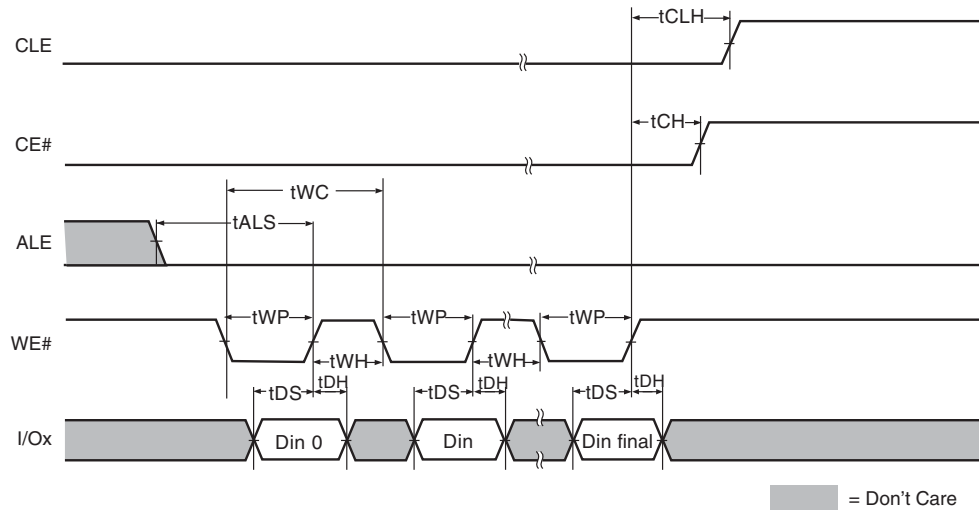 tCLH
CLE
tCH
CE#
tWC
tALS
ALE
tWP tWP tWP
WE#
tWH tWH
tDS tDH tDS tDH tDS tDH
I/Ox Din 0 Din Din final
= Don't Care